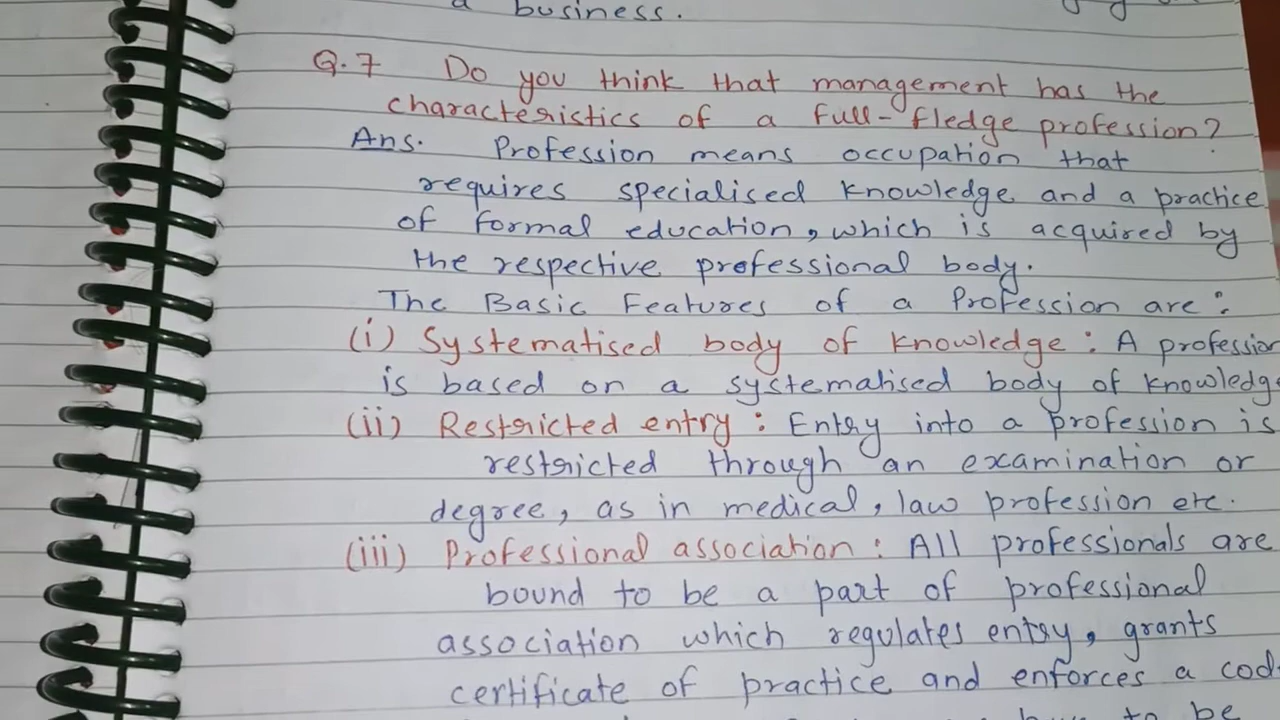 a business.
Q.7 Do you think that management has the
characteristics of a full-fledge profession?
Ans. Profession means occupation that
requires specialised knowledge and a practice
of formal education, which is acquired by
the respective professional body.
The Basic Features of a Profession are:
(i) Systematised body of knowledge: A profession
is based on a systematised body of knowledge
(ii) Restricted entry: Entry into a profession is
restricted through an examination or
degree, as in medical, law profession etc.
(iii) Professional association: All professionals are
bound to be a part of professional
association which regulates entry, grants
certificate of practice and enforces a cod
to be